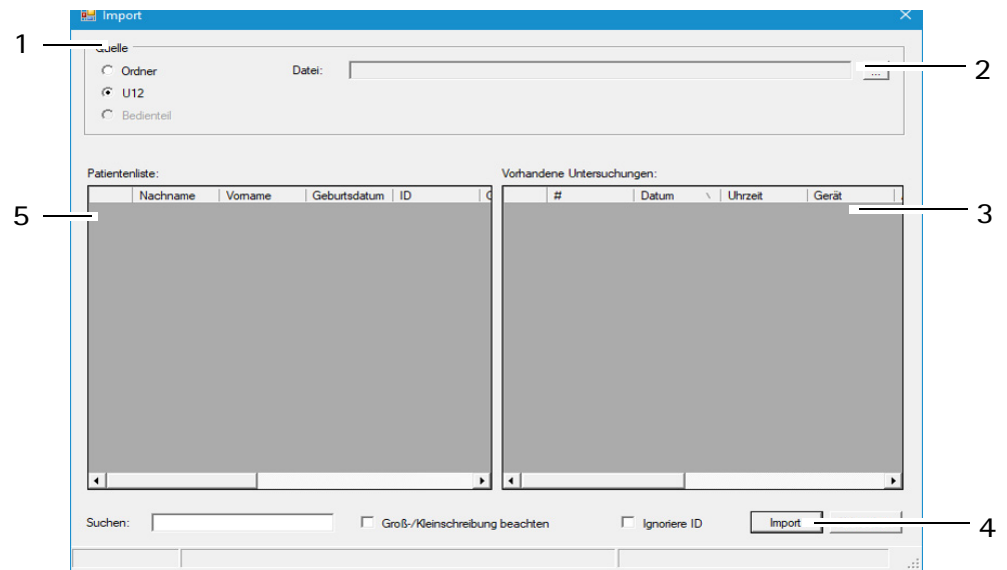 Import
1
Quelle
Ordner
Datei:
...
2
U12
Bedienteil
Patientenliste:
Vorhandene Untersuchungen:
Nachname Vorname Geburtsdatum ID
# Datum Uhrzeit Gerät
5
3
Suchen:
Groß-/Kleinschreibung beachten
Ignoriere ID
Import
4